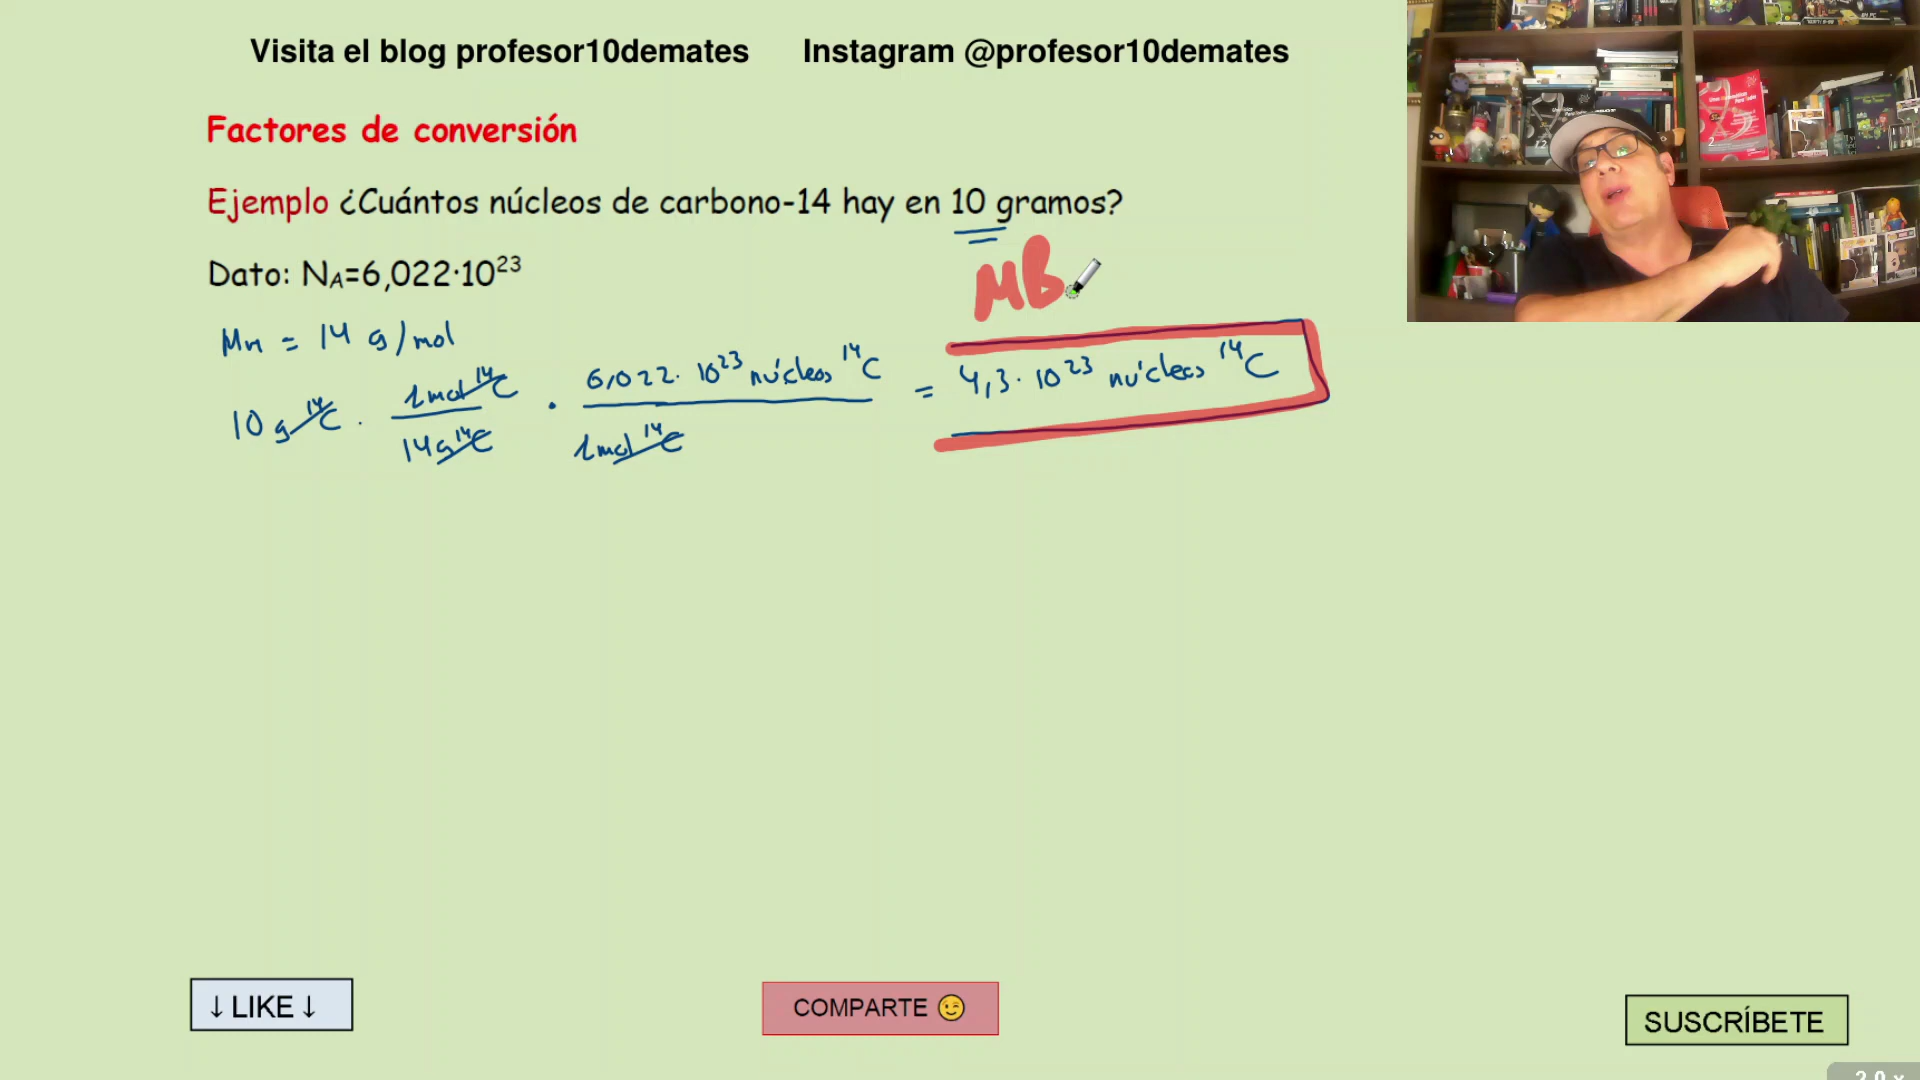 Visita el blog profesor10demates Instagram @profesor10demates
Factores de conversión
Ejemplo ¿Cuántos núcleos de carbono-14 hay en 10 gramos?
Dato: N_A=6,022·10²³
MB
Mm = 14 g/mol
10 g ¹⁴C · 1 mol ¹⁴C / 14 g ¹⁴C · 6,022·10²³ núcleos ¹⁴C / 1 mol ¹⁴C = 4,3·10²³ núcleos ¹⁴C
↓ LIKE ↓
COMPARTE 😉
SUSCRÍBETE